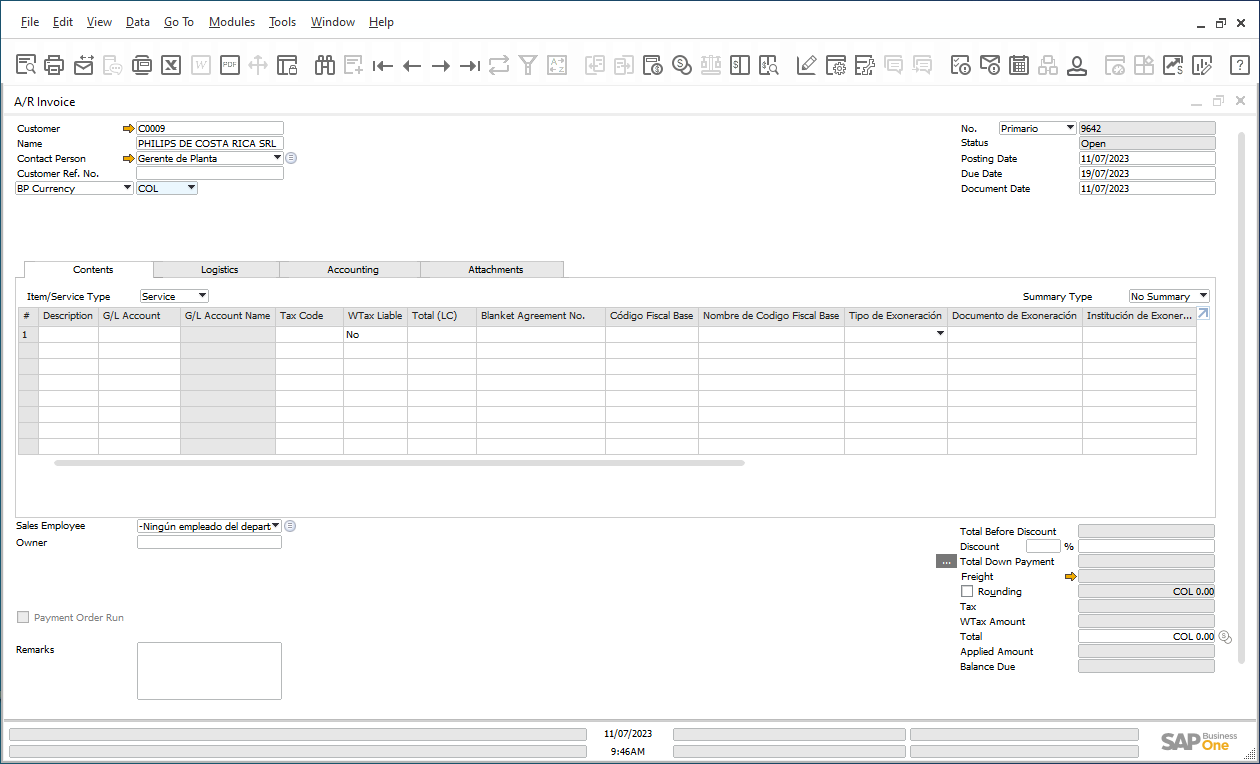 File Edit View Data Go To Modules Tools Window Help
W PDF A Z Z A $ $ $ $ ?
A/R Invoice
Customer C0009 No. Primario 9642
Name PHILIPS DE COSTA RICA SRL Status Open
Contact Person Gerente de Planta Posting Date 11/07/2023
Customer Ref. No. Due Date 19/07/2023
BP Currency COL Document Date 11/07/2023
Contents Logistics Accounting Attachments
Item/Service Type Service Summary Type No Summary
# Description G/L Account G/L Account Name Tax Code WTax Liable Total (LC) Blanket Agreement No. Código Fiscal Base Nombre de Codigo Fiscal Base Tipo de Exoneración Documento de Exoneración Institución de Exoner...
1 No
Sales Employee -Ningún empleado del depart
Owner Total Before Discount
Discount %
... Total Down Payment
Freight
Rounding COL 0.00
Tax
Payment Order Run WTax Amount
Total COL 0.00
Remarks Applied Amount
Balance Due
11/07/2023
9:46AM
SAP Business One